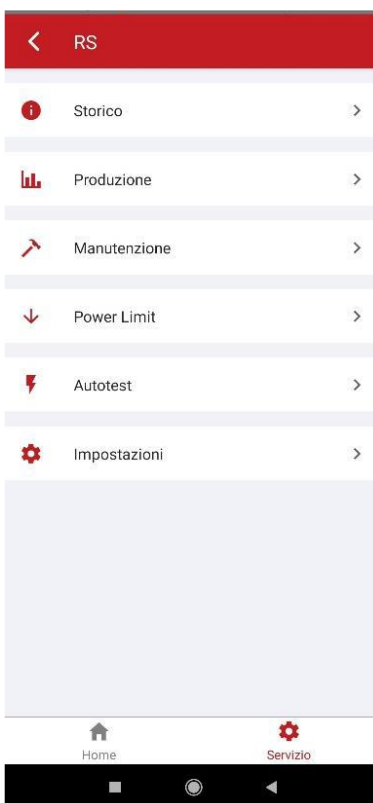 RS
Storico
Produzione
Manutenzione
Power Limit
Autotest
Impostazioni
Home
Servizio